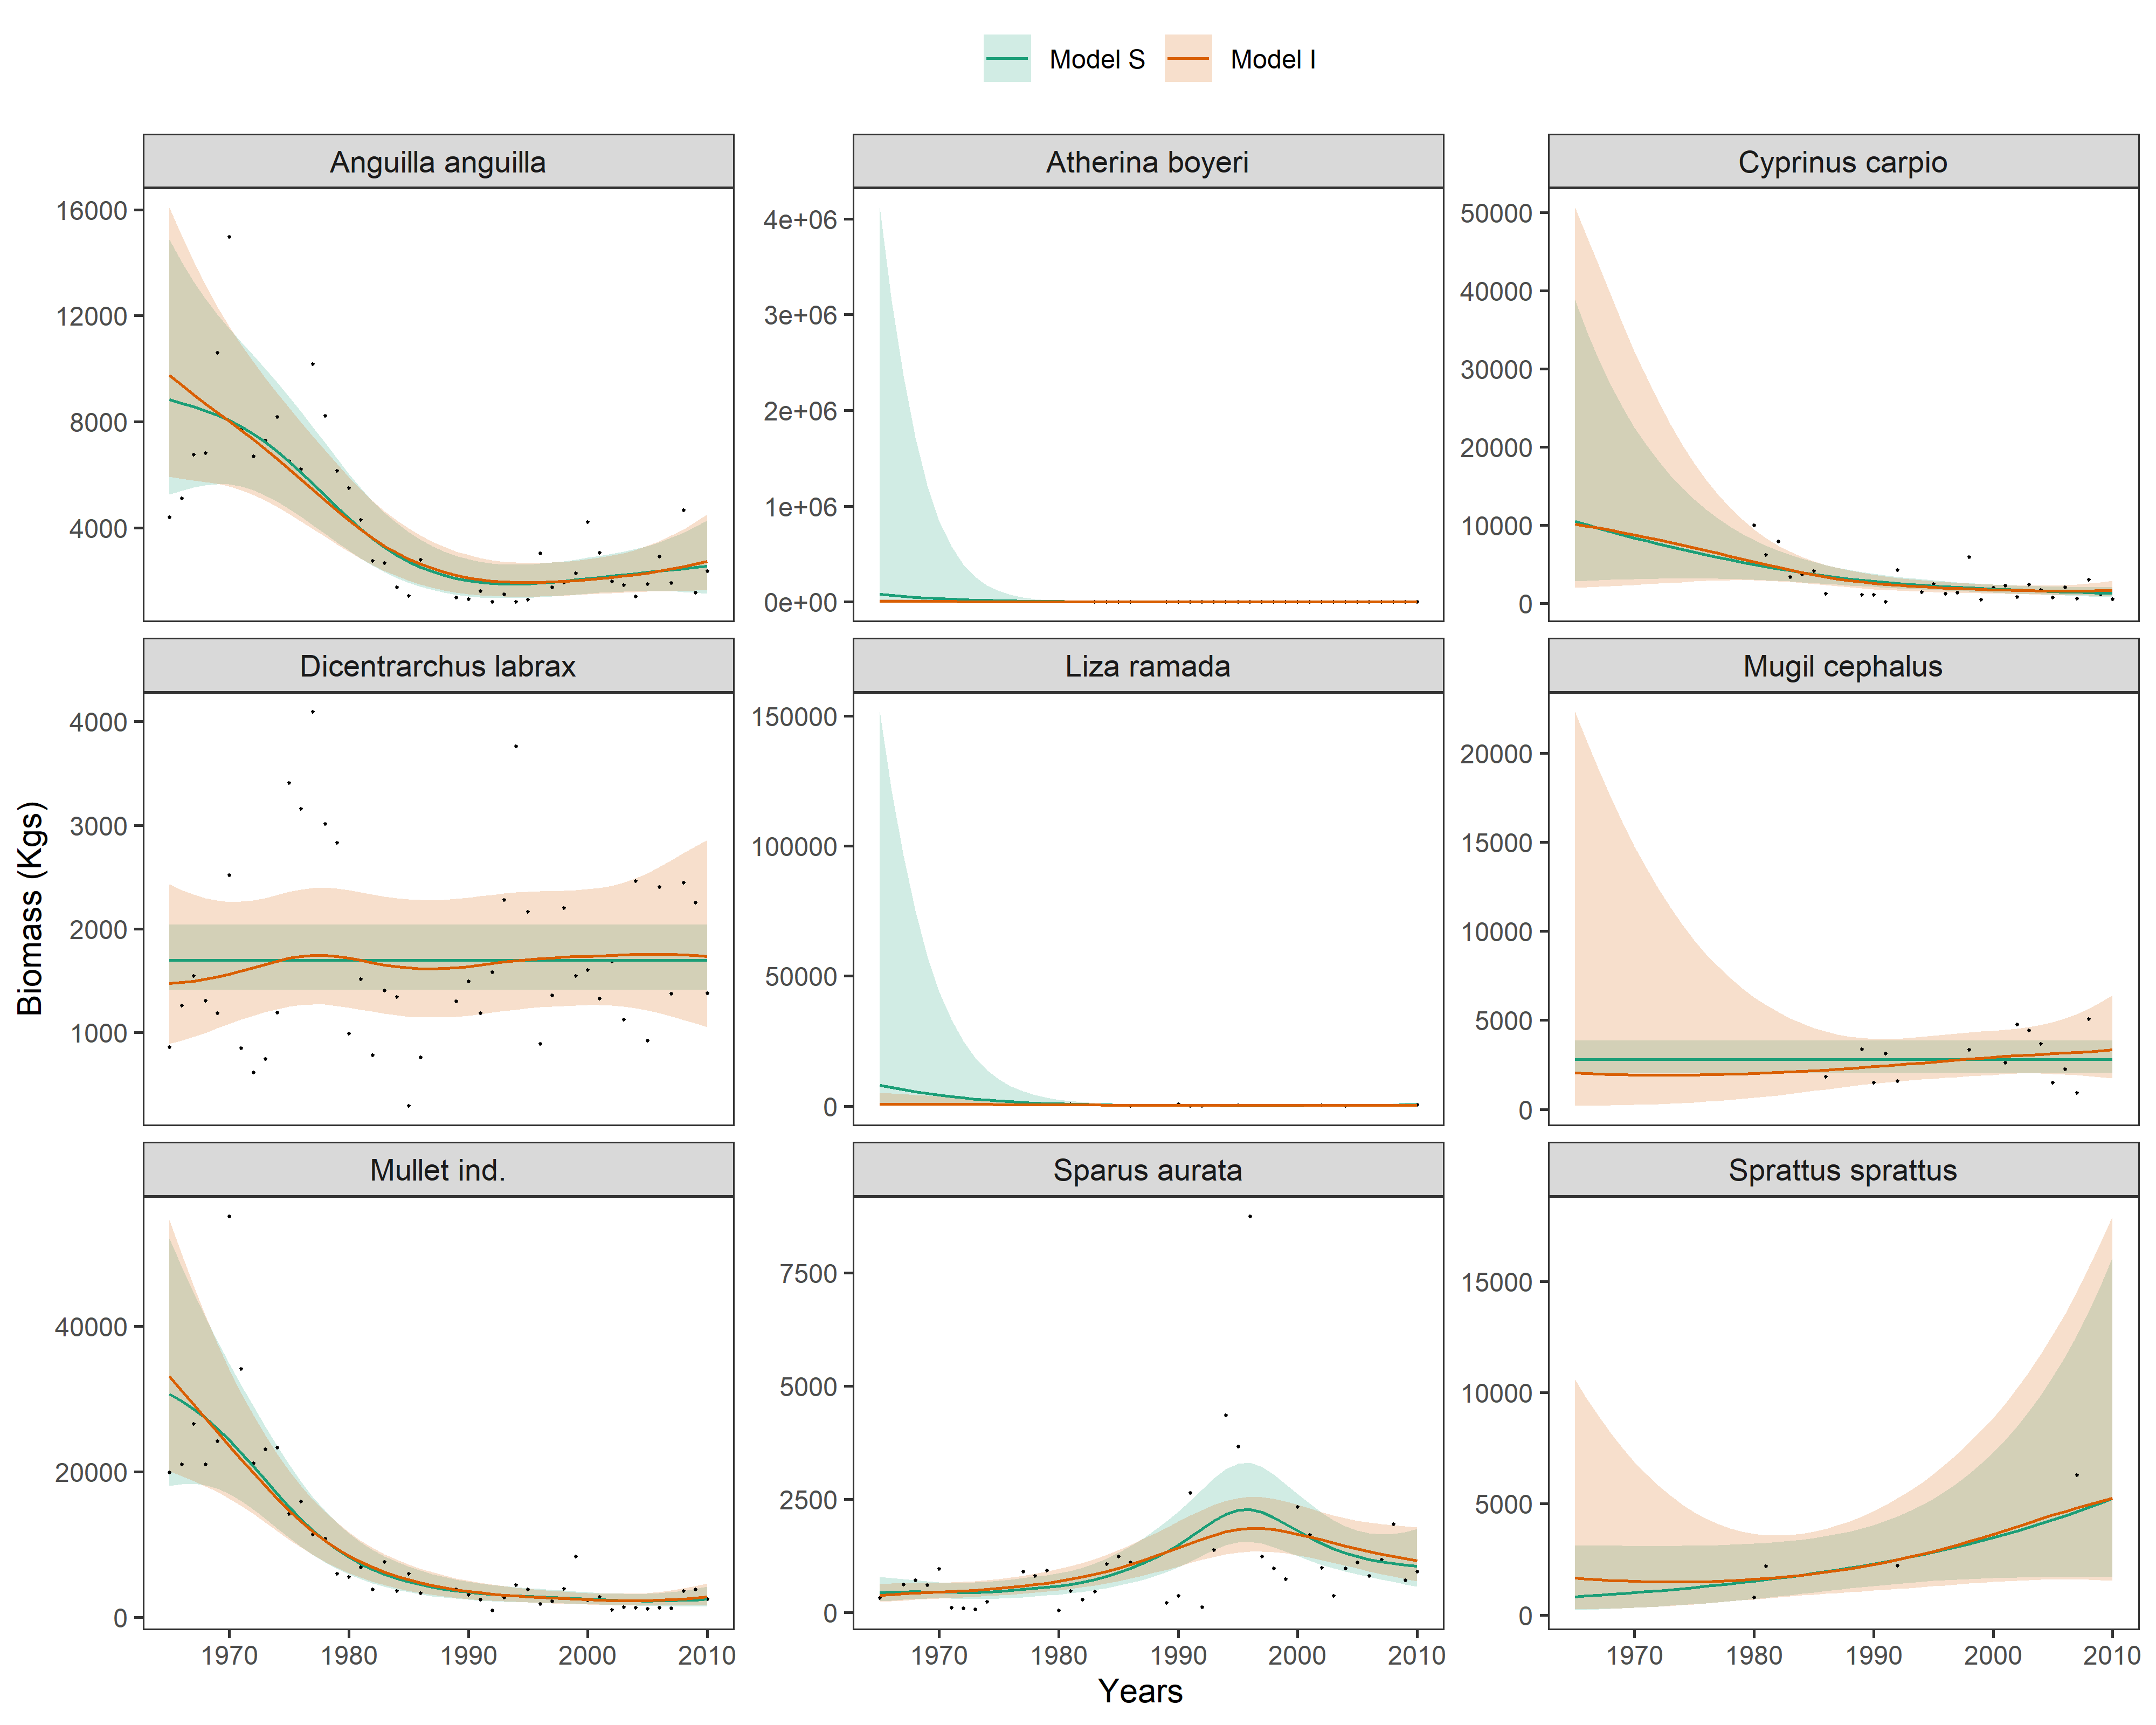 Model S Model I
Anguilla anguilla
Atherina boyeri
Cyprinus carpio
16000
12000
8000
4000
4e+06
3e+06
2e+06
1e+06
0e+00
50000
40000
30000
20000
10000
0
Dicentrarchus labrax
Liza ramada
Mugil cephalus
Biomass (Kgs)
4000
3000
2000
1000
150000
100000
50000
0
20000
15000
10000
5000
0
Mullet ind.
Sparus aurata
Sprattus sprattus
40000
20000
0
7500
5000
2500
0
15000
10000
5000
0
1970 1980 1990 2000 2010
1970 1980 1990 2000 2010
1970 1980 1990 2000 2010
Years